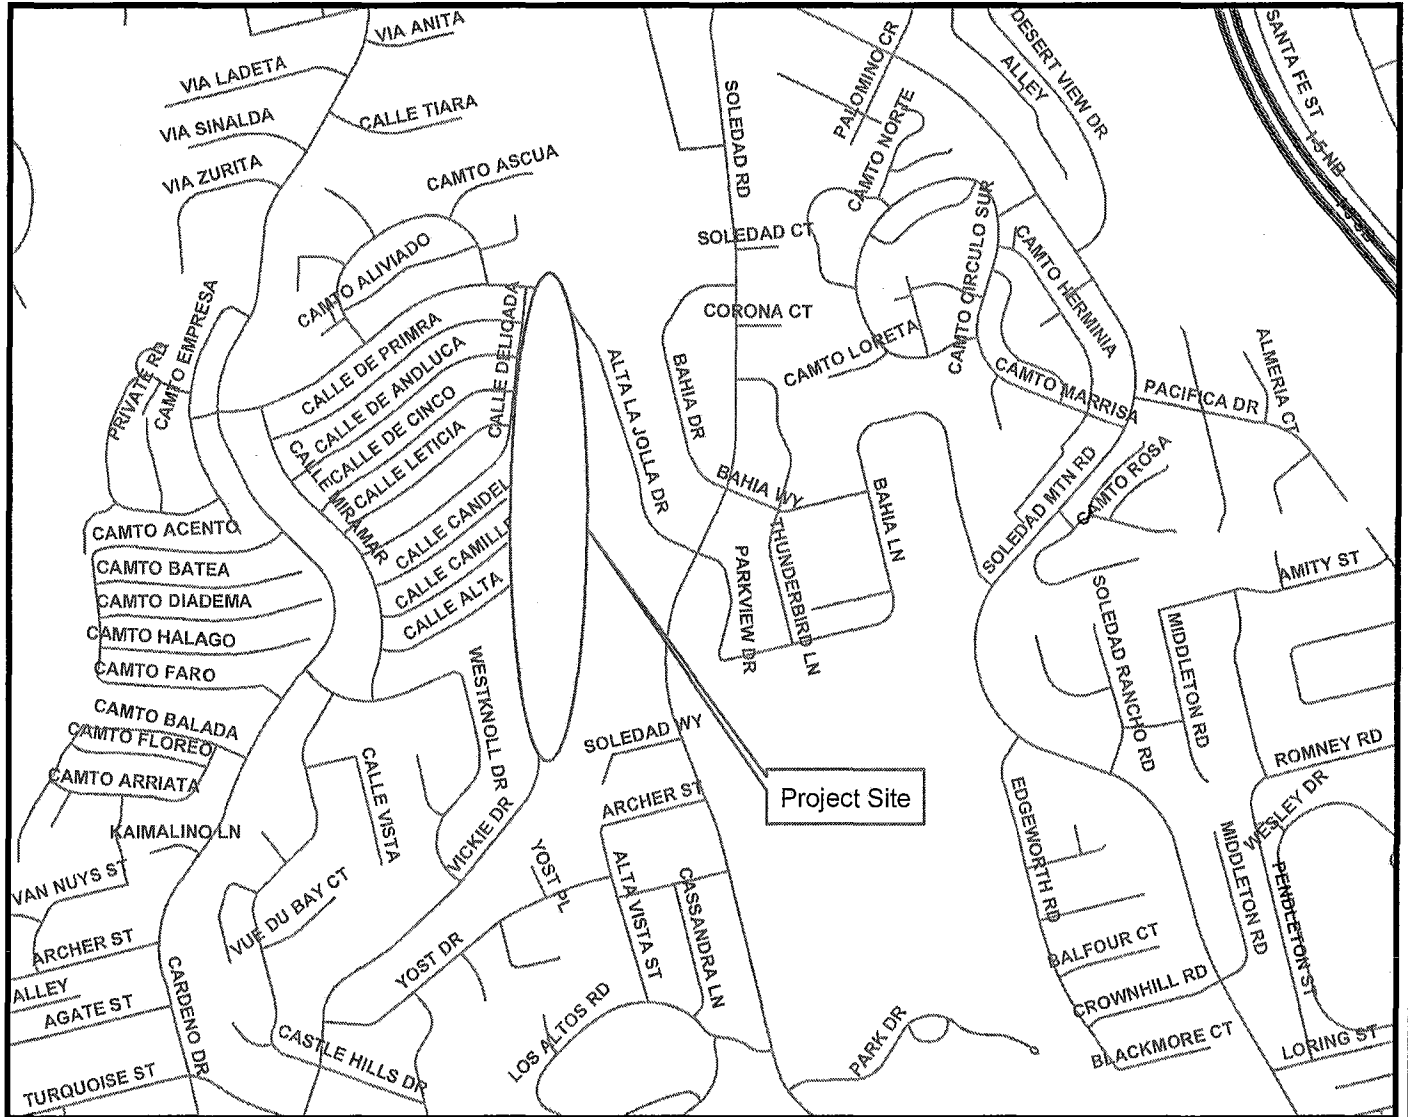 VIA ANITA
VIA LADETA
VIA SINALDA
CALLE TIARA
VIA ZURITA
CAMTO ASCUA
SOLEDAD RD
PALOMINO CR
CAMTO NORTE
ALLEY
DESERT VIEW DR
SANTA FE ST
I-5 NB
CAMTO ALIVIADO
SOLEDAD CT
CAMTO CIRCULO SUR
CAMTO HERMINIA
CAMTO EMPRESA
PRIVATE RD
CALLE DELICADA
CALLE DE PRIMRA
CALLE DE ANDLUCA
CALLE DE CINCO
CALLE LETICIA
CALLE MIRAMAR
CALLE CANDEL
CALLE CAMILLE
CALLE ALTA
ALTA LA JOLLA DR
CORONA CT
BAHIA DR
CAMTO LORETA
CAMTO MARRISA
PACIFICA DR
ALMERIA CT
BAHIA WY
BAHIA LN
THUNDERBIRD LN
PARKVIEW DR
SOLEDAD MTN RD
CAMTO ROSA
AMITY ST
SOLEDAD RANCHO RD
MIDDLETON RD
CAMTO ACENTO
CAMTO BATEA
CAMTO DIADEMA
CAMTO HALAGO
CAMTO FARO
CAMTO BALADA
CAMTO FLOREO
CAMTO ARRIATA
KAIMALINO LN
VAN NUYS ST
WESTKNOLL DR
CALLE VISTA
VICKIE DR
SOLEDAD WY
ARCHER ST
Project Site
ROMNEY RD
WESLEY DR
EDGEWORTH RD
MIDDLETON RD
PENDLETON ST
YOST PL
ALTA VISTA ST
CASSANDRA LN
VUE DU BAY CT
YOST DR
ARCHER ST
ALLEY
AGATE ST
CARDENO DR
TURQUOISE ST
CASTLE HILLS DR
LOS ALTOS RD
PARK DR
BALFOUR CT
CROWNHILL RD
BLACKMORE CT
LORING ST